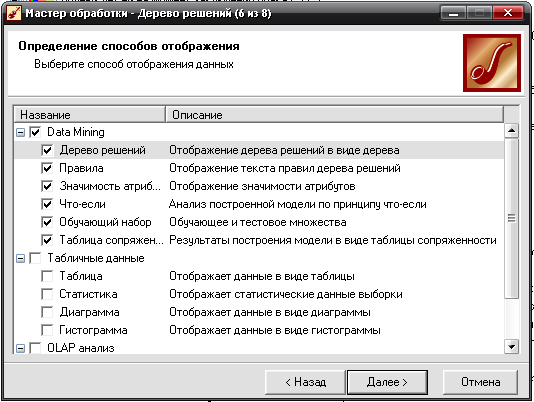 Мастер обработки - Дерево решений (6 из 8)
Определение способов отображения
Выберите способ отображения данных
Название Описание
Data Mining
Дерево решений Отображение дерева решений в виде дерева
Правила Отображение текста правил дерева решений
Значимость атриб... Отображение значимости атрибутов
Что-если Анализ построенной модели по принципу что-если
Обучающий набор Обучающее и тестовое множества
Таблица сопряжен... Результаты построения модели в виде таблицы сопряженности
Табличные данные
Таблица Отображает данные в виде таблицы
Статистика Отображает статистические данные выборки
Диаграмма Отображает данные в виде диаграммы
Гистограмма Отображает данные в виде гистограммы
OLAP анализ
< Назад Далее > Отмена